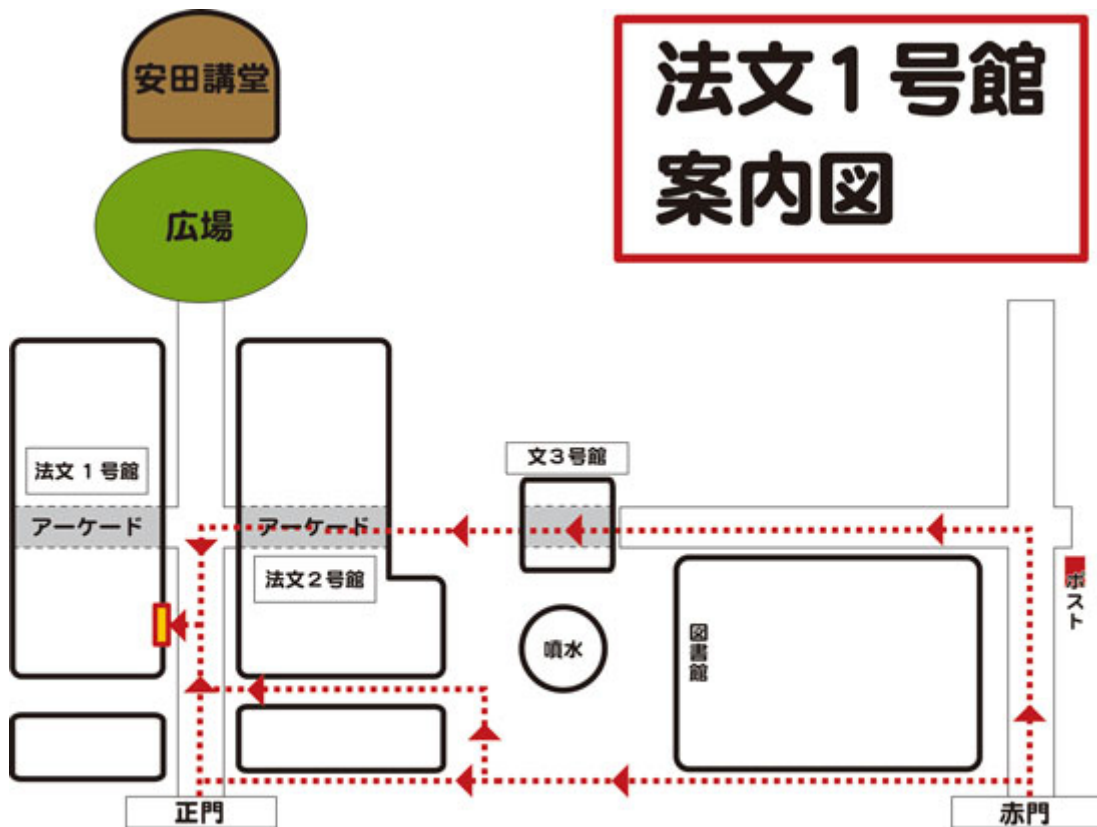 安田講堂
法文1号館
案内図
広場
法文1号館
文3号館
アーケード
アーケード
法文2号館
ポスト
噴水
図書館
正門
赤門